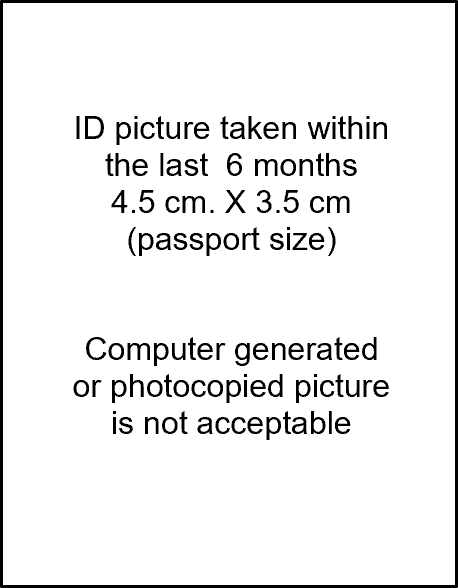 ID picture taken within
the last  6 months
4.5 cm. X 3.5 cm
(passport size)
Computer generated
or photocopied picture
is not acceptable